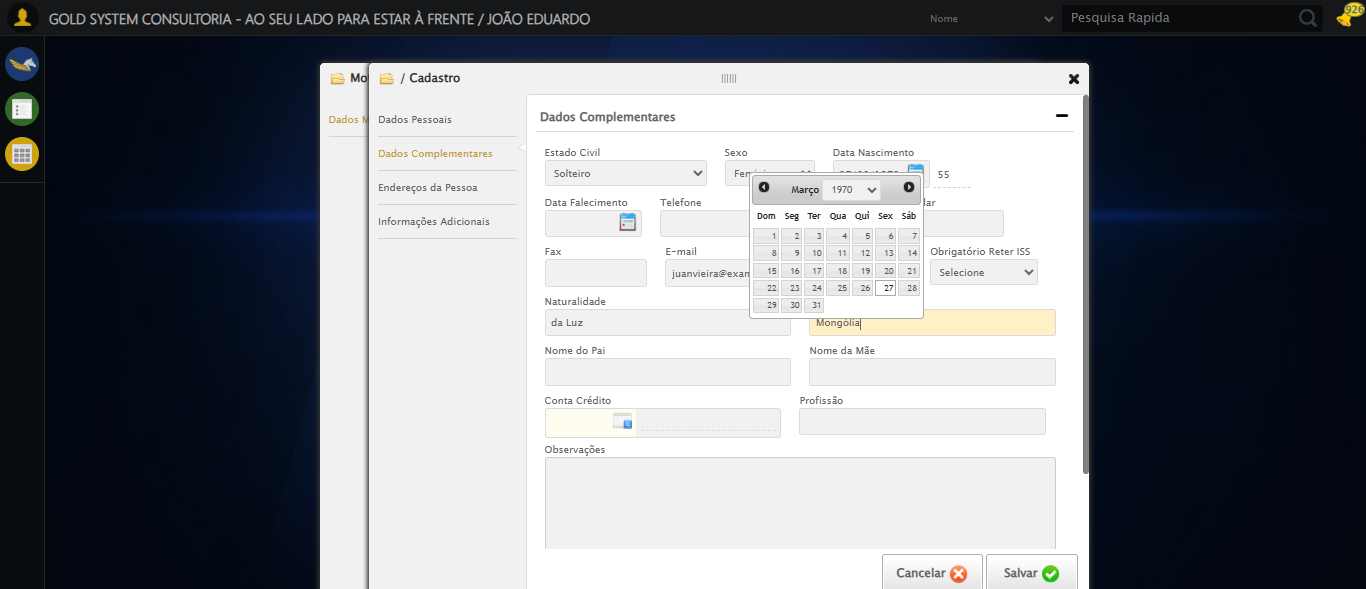 GOLD SYSTEM CONSULTORIA - AO SEU LADO PARA ESTAR À FRENTE / JOÃO EDUARDO
Nome
Pesquisa Rapida
926
/ Cadastro
Dados Pessoais
Dados Complementares
Endereços da Pessoa
Informações Adicionais
Dados Complementares
Estado Civil Sexo Data Nascimento
Solteiro 55
Março 1970
Dom Seg Ter Qua Qui Sex Sáb
1 2 3 4 5 6 7
8 9 10 11 12 13 14
15 16 17 18 19 20 21
22 23 24 25 26 27 28
29 30 31
Data Falecimento Telefone
Fax E-mail Obrigatório Reter ISS
juanvieira@exam Selecione
Naturalidade
da Luz Mongólia
Nome do Pai Nome da Mãe
Conta Crédito Profissão
Observações
Cancelar Salvar